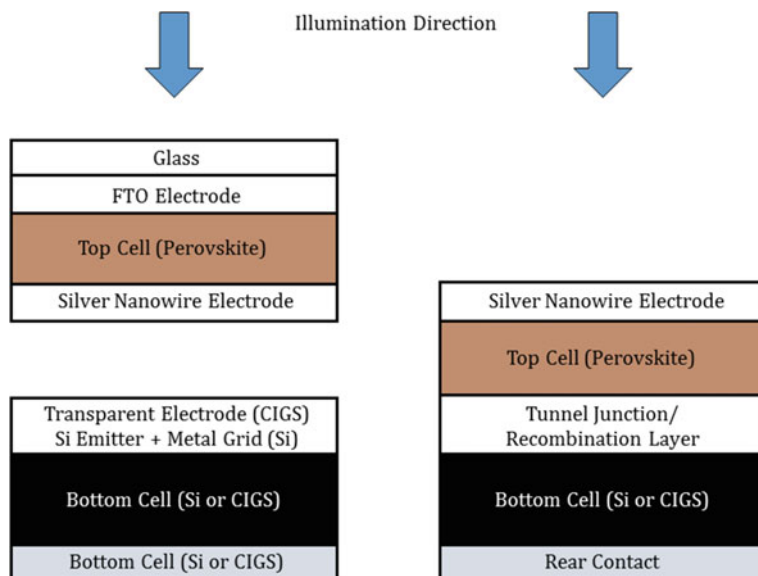 Illumination Direction
Glass
FTO Electrode
Top Cell (Perovskite)
Silver Nanowire Electrode
Transparent Electrode (CIGS)
Si Emitter + Metal Grid (Si)
Bottom Cell (Si or CIGS)
Bottom Cell (Si or CIGS)
Silver Nanowire Electrode
Top Cell (Perovskite)
Tunnel Junction/
Recombination Layer
Bottom Cell (Si or CIGS)
Rear Contact